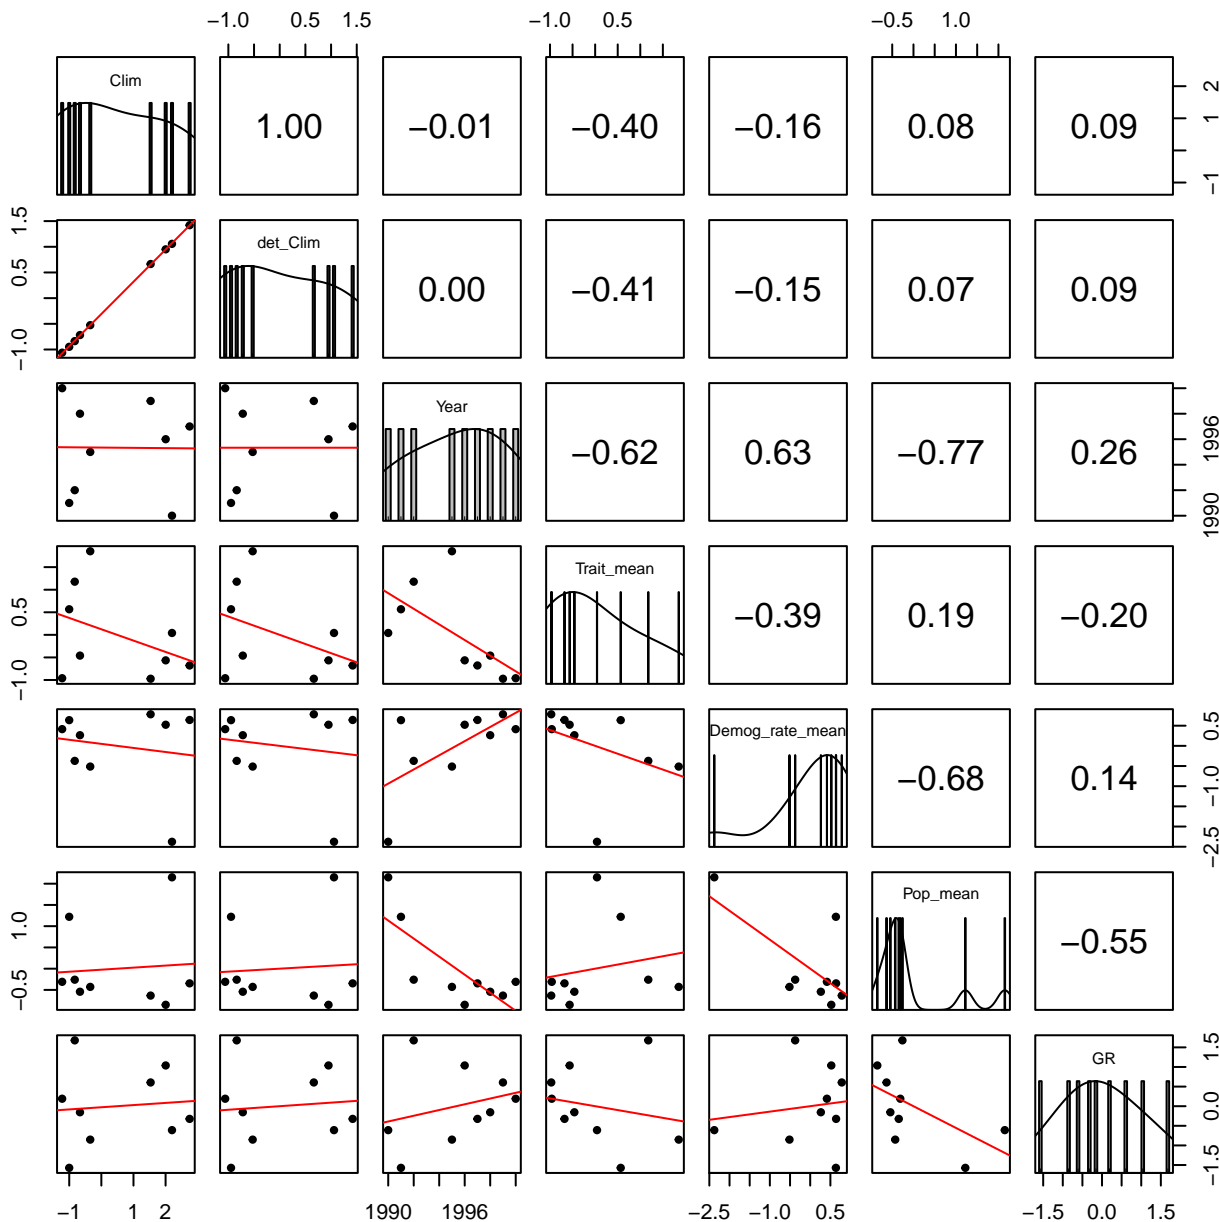 −1.0 0.5 1.5 −1.0 0.5 −0.5 1.0
Clim 1.00 −0.01 −0.40 −0.16 0.08 0.09 −1 1 2
−1.0 0.5 1.5 det_Clim 0.00 −0.41 −0.15 0.07 0.09
Year −0.62 0.63 −0.77 0.26 1990 1996
−1.0 0.5 Trait_mean −0.39 0.19 −0.20
Demog_rate_mean −0.68 0.14 −2.5 −1.0 0.5
−0.5 1.0 Pop_mean −0.55
GR −1.5 0.0 1.5
−1 1 2 1990 1996 −2.5 −1.0 0.5 −1.5 0.0 1.5